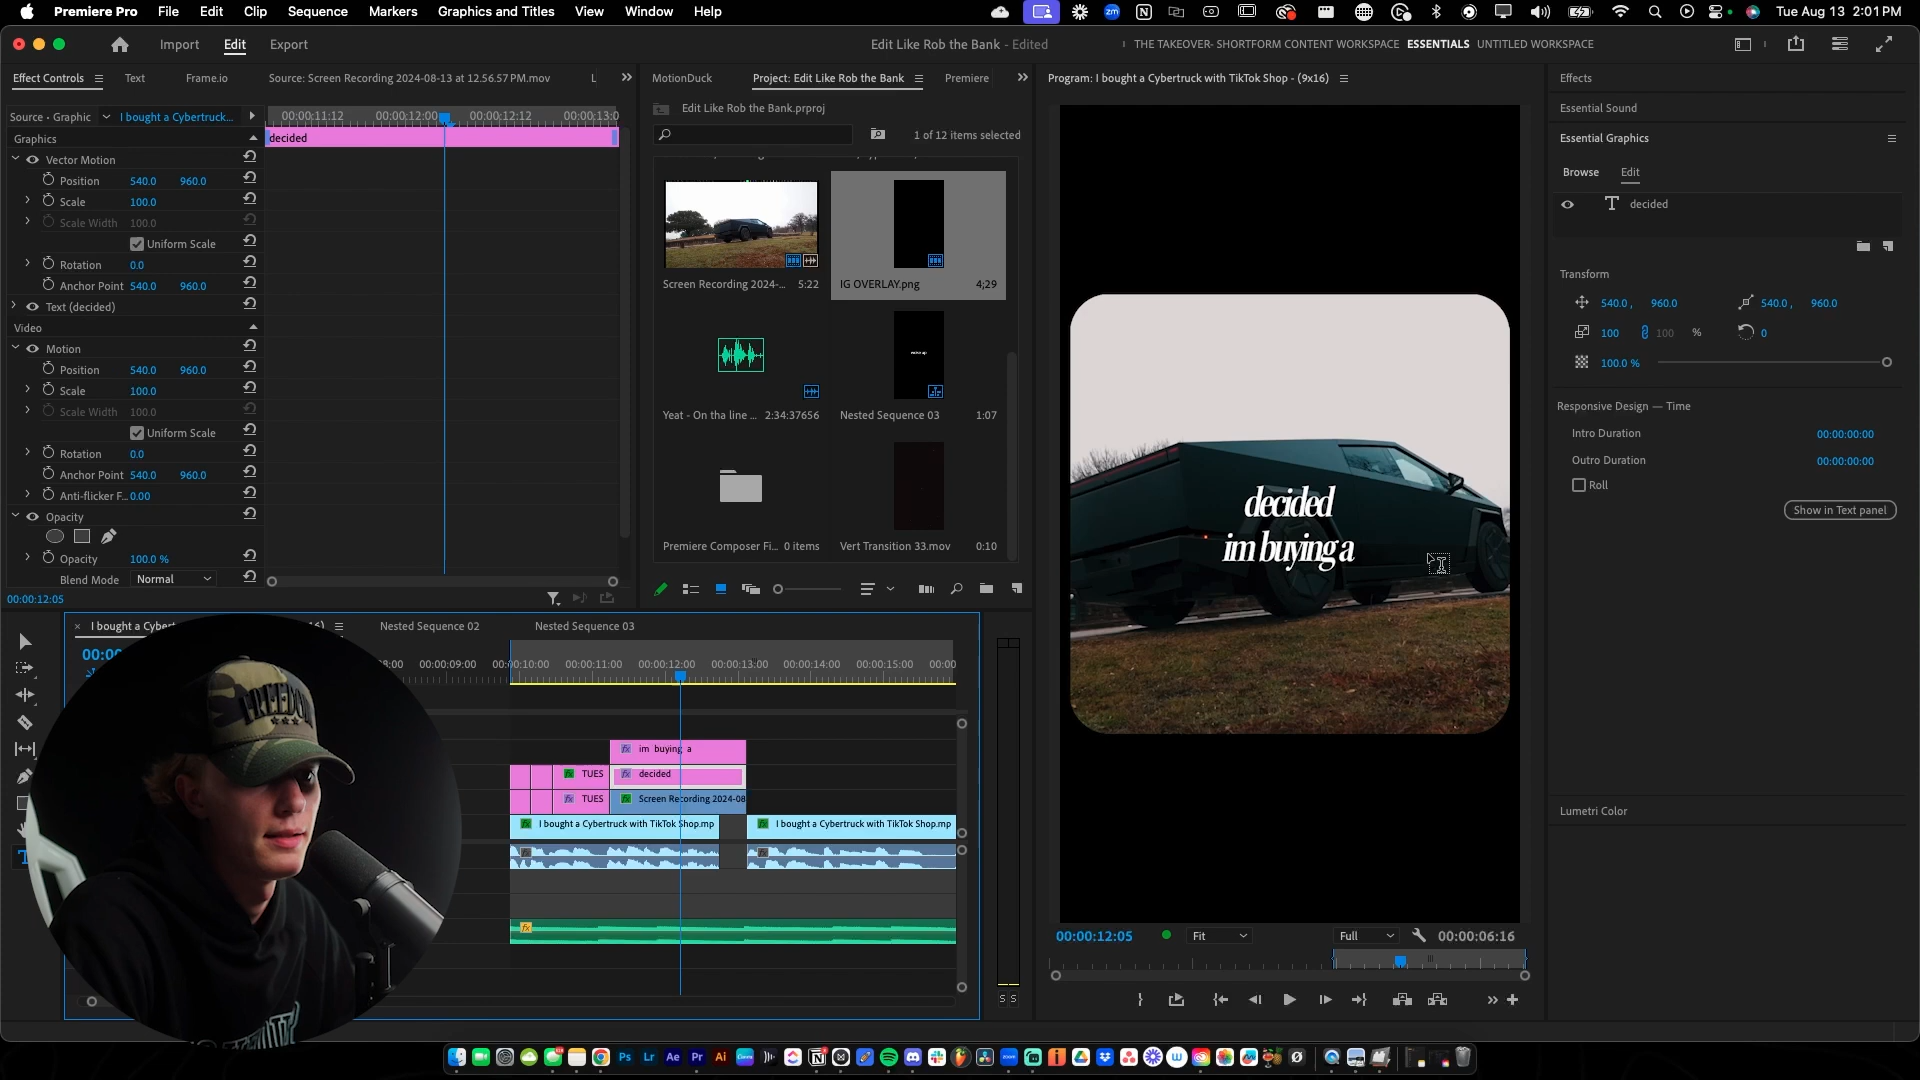 Premiere Pro File Edit Clip Sequence Markers Graphics and Titles View Window Help
Tue Aug 13 2:01 PM
Import Edit Export
Edit Like Rob the Bank - Edited
THE TAKEOVER- SHORTFORM CONTENT WORKSPACE ESSENTIALS UNTITLED WORKSPACE
Effect Controls Text Frame.io Source: Screen Recording 2024-08-13 at 12.56.57 PM.mov L
Source • Graphic I bought a Cybertruck...
00:00:11:12 00:00:12:00 00:00:12:12 00:00:13:0
Graphics
decided
Vector Motion
Position 540.0 960.0
Scale 100.0
Scale Width 100.0
Uniform Scale
Rotation 0.0
Anchor Point 540.0 960.0
Text (decided)
Video
Motion
Position 540.0 960.0
Scale 100.0
Scale Width 100.0
Uniform Scale
Rotation 0.0
Anchor Point 540.0 960.0
Anti-flicker F... 0.00
Opacity
Opacity 100.0 %
Blend Mode Normal
00:00:12:05
MotionDuck Project: Edit Like Rob the Bank Premiere
Edit Like Rob the Bank.prproj
1 of 12 items selected
Screen Recording 2024-... 5:22
IG OVERLAY.png 4;29
Yeat - On tha line ... 2:34:37656
Nested Sequence 03 1:07
Premiere Composer Fi... 0 items
Vert Transition 33.mov 0:10
Program: I bought a Cybertruck with TikTok Shop - (9x16)
decided
im buying a
00:00:12:05 Fit Full 00:00:06:16
Effects
Essential Sound
Essential Graphics
Browse Edit
T decided
Transform
540.0 , 960.0 540.0 , 960.0
100 100 % 0
100.0 %
Responsive Design — Time
Intro Duration 00:00:00:00
Outro Duration 00:00:00:00
Roll
Show in Text panel
Lumetri Color
I bought a Cyber Nested Sequence 02 Nested Sequence 03
00:00:09:00 00:00:11:00 00:00:12:00 00:00:13:00 00:00:14:00 00:00:15:00
fx im buying a
fx TUES fx decided
fx TUES fx Screen Recording 2024-08
fx I bought a Cybertruck with TikTok Shop.mp fx I bought a Cybertruck with TikTok Shop.mp
fx
S S
FREEDOM
Ps Lr Ae Pr Ai